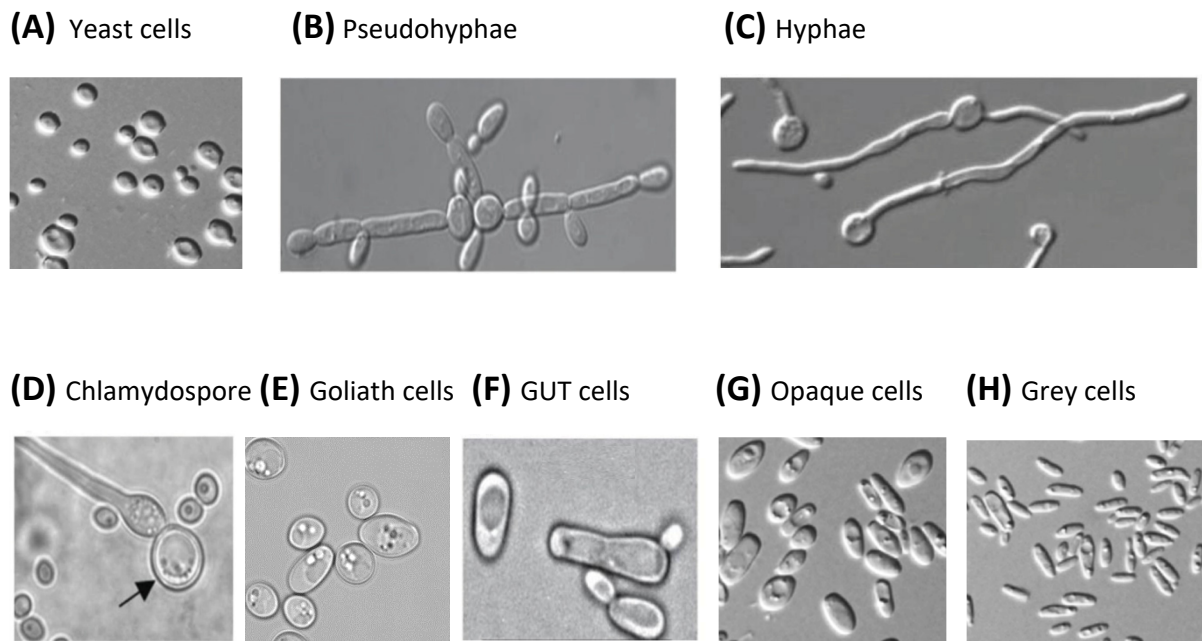 (A) Yeast cells
(B) Pseudohyphae
(C) Hyphae
(D) Chlamydospore
(E) Goliath cells
(F) GUT cells
(G) Opaque cells
(H) Grey cells